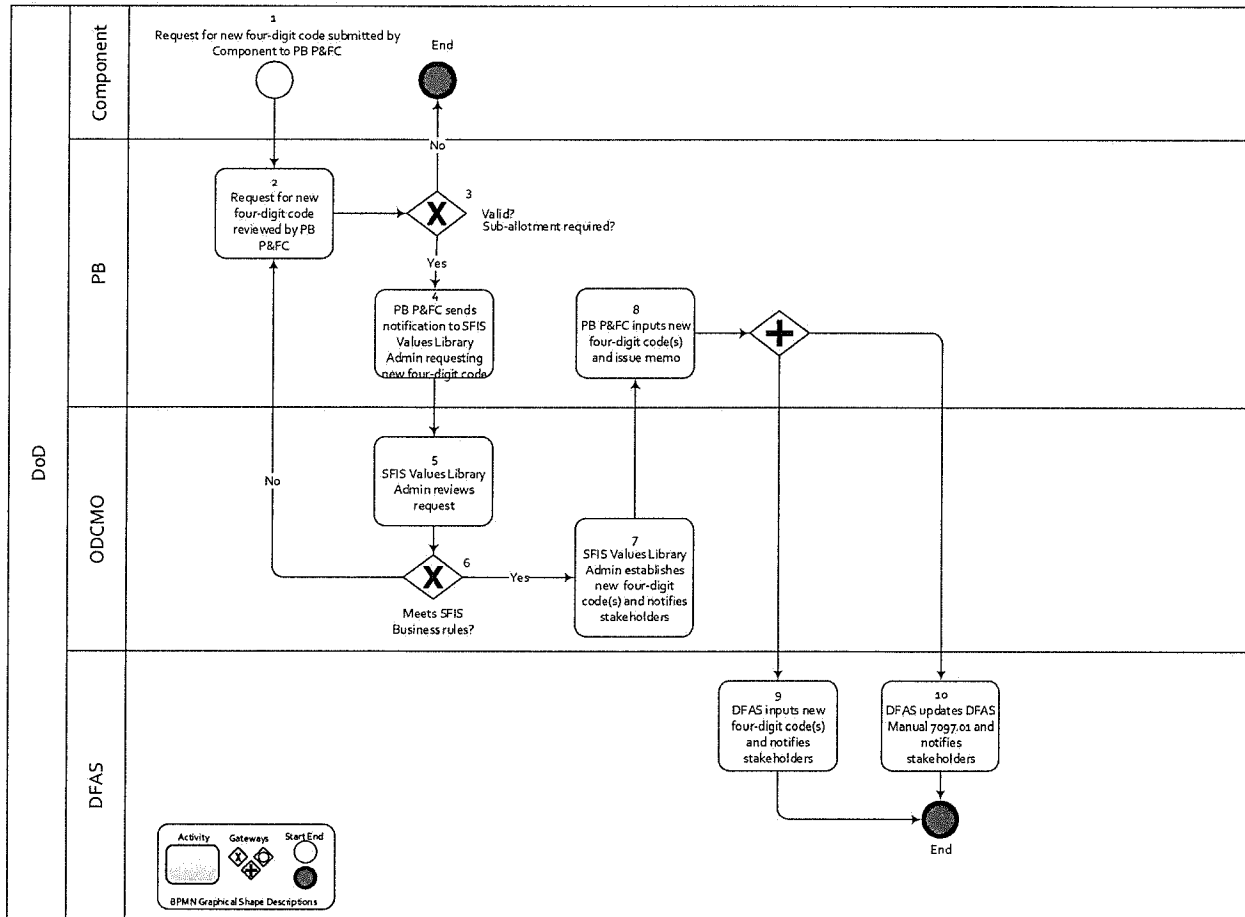 DoD
Component
1
Request for new four-digit code submitted by
Component to PB P&FC
End
No
PB
2
Request for new
four-digit code
reviewed by PB
P&FC
3
Valid?
Sub-allotment required?
Yes
4
PB P&FC sends
notification to SFIS
Values Library
Admin requesting
new four-digit code
8
PB P&FC inputs new
four-digit code(s)
and issue memo
ODCMO
No
5
SFIS Values Library
Admin reviews
request
6
Meets SFIS
Business rules?
Yes
7
SFIS Values Library
Admin establishes
new four-digit
code(s) and notifies
stakeholders
DFAS
9
DFAS inputs new
four-digit code(s)
and notifies
stakeholders
10
DFAS updates DFAS
Manual 7097.01 and
notifies
stakeholders
End
Activity
Gateways
Start End
BPMN Graphical Shape Descriptions